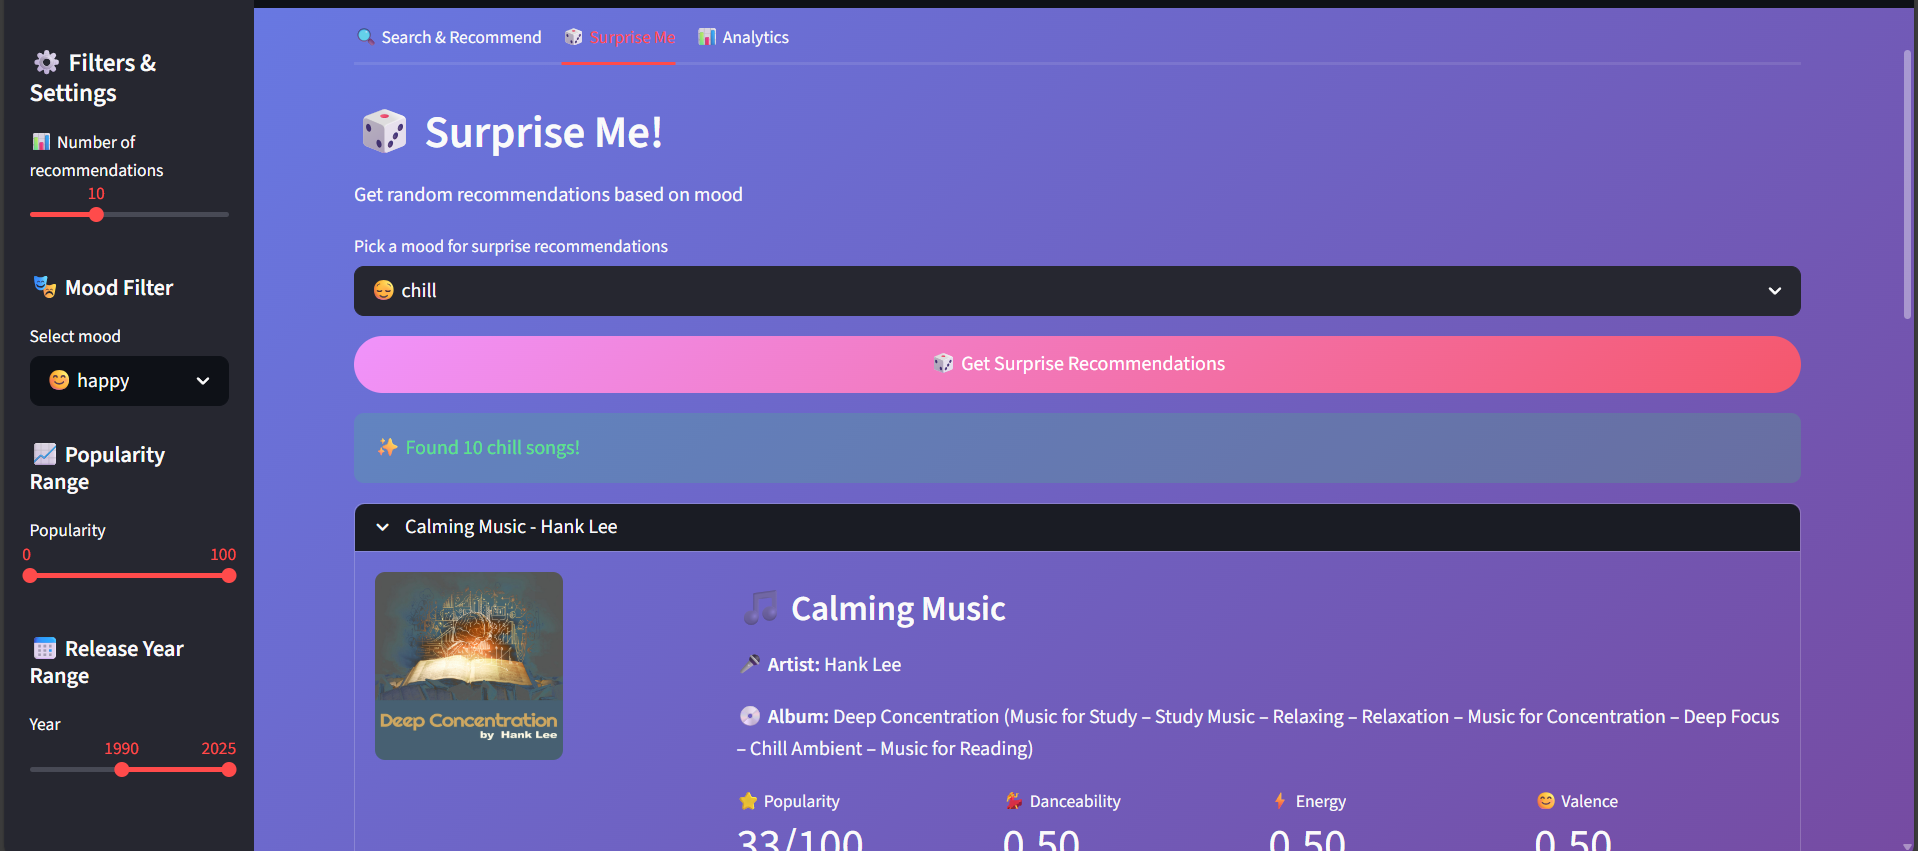 Filters &
Settings
Number of
recommendations
10
Mood Filter
Select mood
happy
Popularity
Range
Popularity
0 100
Release Year
Range
Year
1990 2025
Search & Recommend Surprise Me Analytics
Surprise Me!
Get random recommendations based on mood
Pick a mood for surprise recommendations
chill
Get Surprise Recommendations
Found 10 chill songs!
Calming Music - Hank Lee
Deep Concentration
by Hank Lee
Calming Music
Artist: Hank Lee
Album: Deep Concentration (Music for Study – Study Music – Relaxing – Relaxation – Music for Concentration – Deep Focus
– Chill Ambient – Music for Reading)
Popularity Danceability Energy Valence
33/100 0.50 0.50 0.50